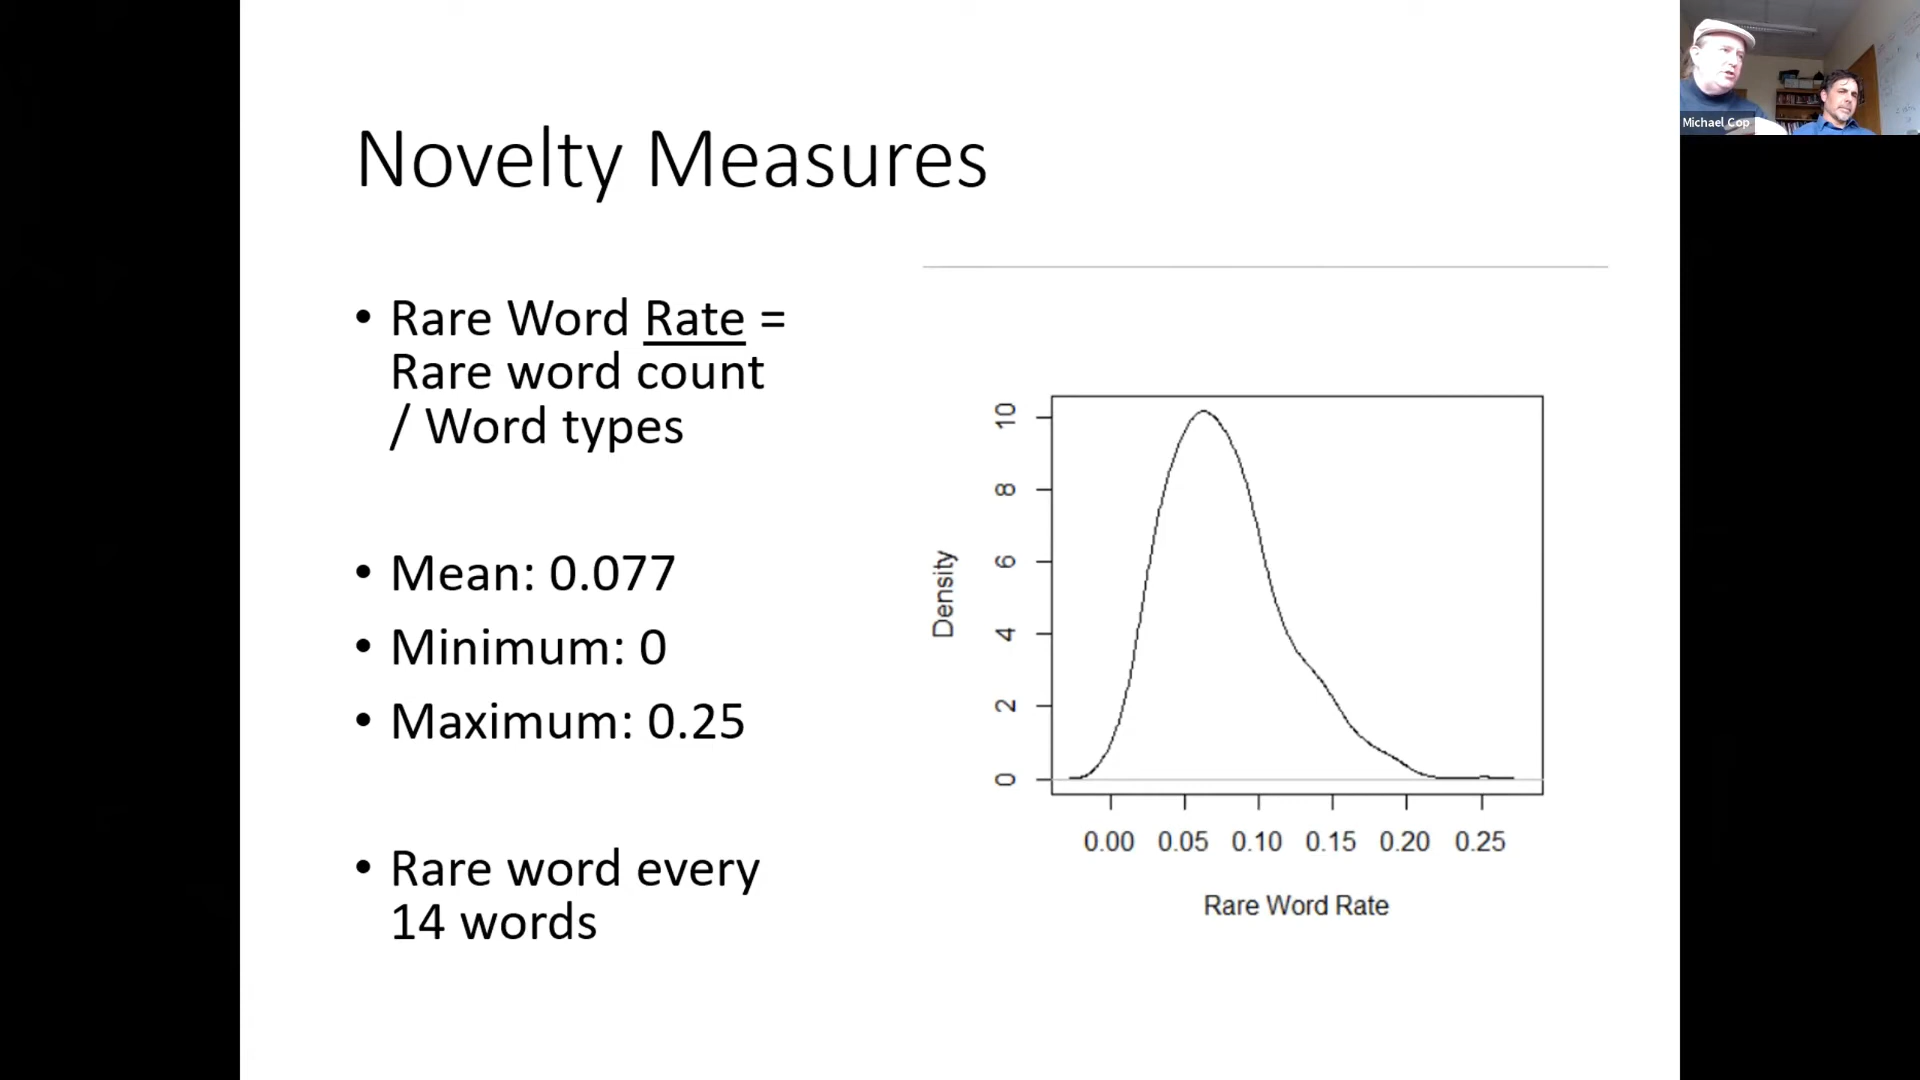 Novelty Measures
• Rare Word Rate =
Rare word count
/ Word types
• Mean: 0.077
• Minimum: 0
• Maximum: 0.25
• Rare word every
14 words
Density
10
8
6
4
2
0
0.00 0.05 0.10 0.15 0.20 0.25
Rare Word Rate
Michael Cop